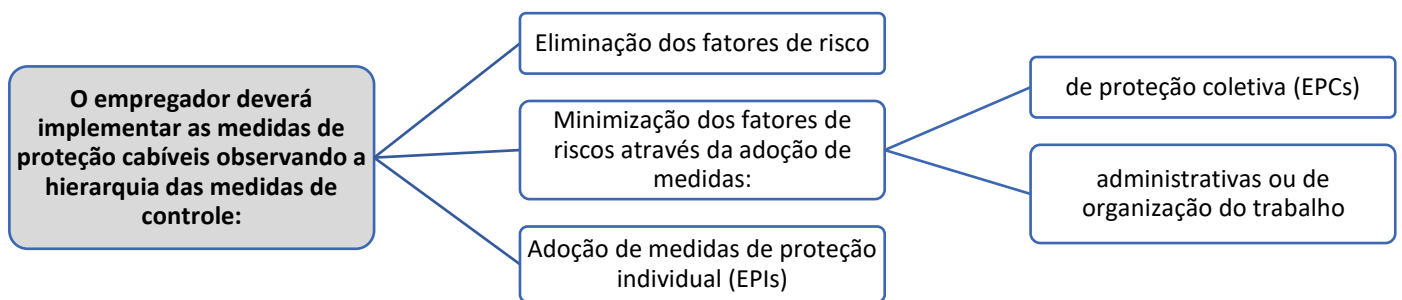 O empregador deverá
implementar as medidas de
proteção cabíveis observando a
hierarquia das medidas de
controle:
Eliminação dos fatores de risco
Minimização dos fatores de
riscos através da adoção de
medidas:
de proteção coletiva (EPCs)
administrativas ou de
organização do trabalho
Adoção de medidas de proteção
individual (EPIs)